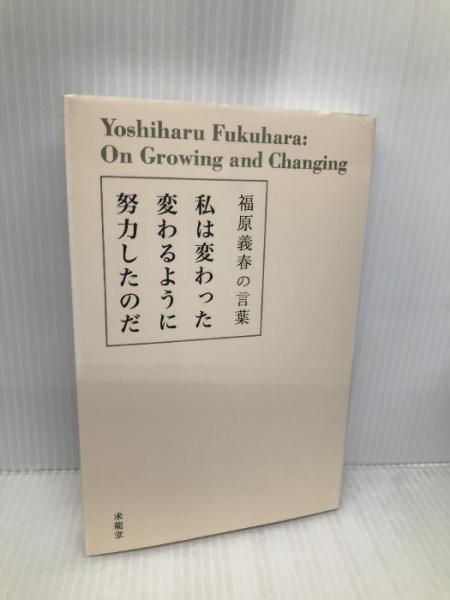 Yoshiharu Fukuhara:
On Growing and Changing
福原義春の言葉
私は変わった
変わるように
努力したのだ
求龍堂